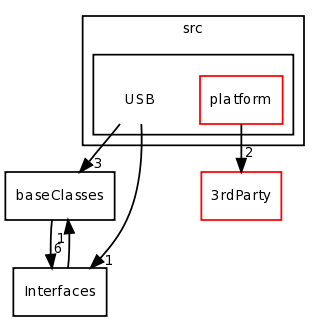 src
USB
platform
3
2
baseClasses
3rdParty
1
6
1
Interfaces